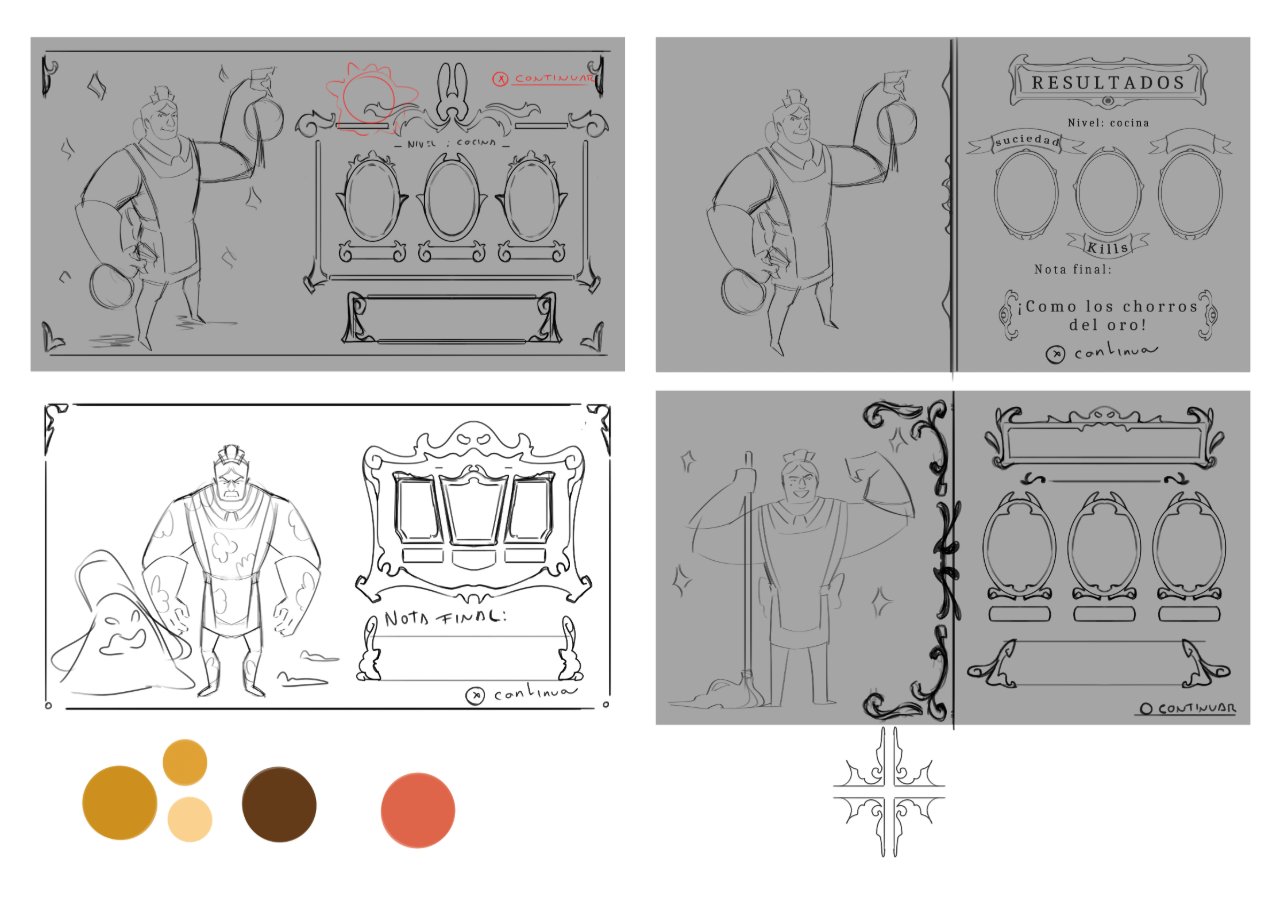 ⓧ CONTINUAR
– NIVEL : COCINA –
RESULTADOS
Nivel: cocina
suciedad
Kills
Nota final:
¡Como los chorros
del oro!
ⓧ continua
NOTA FINAL:
ⓧ continua
O CONTINUAR